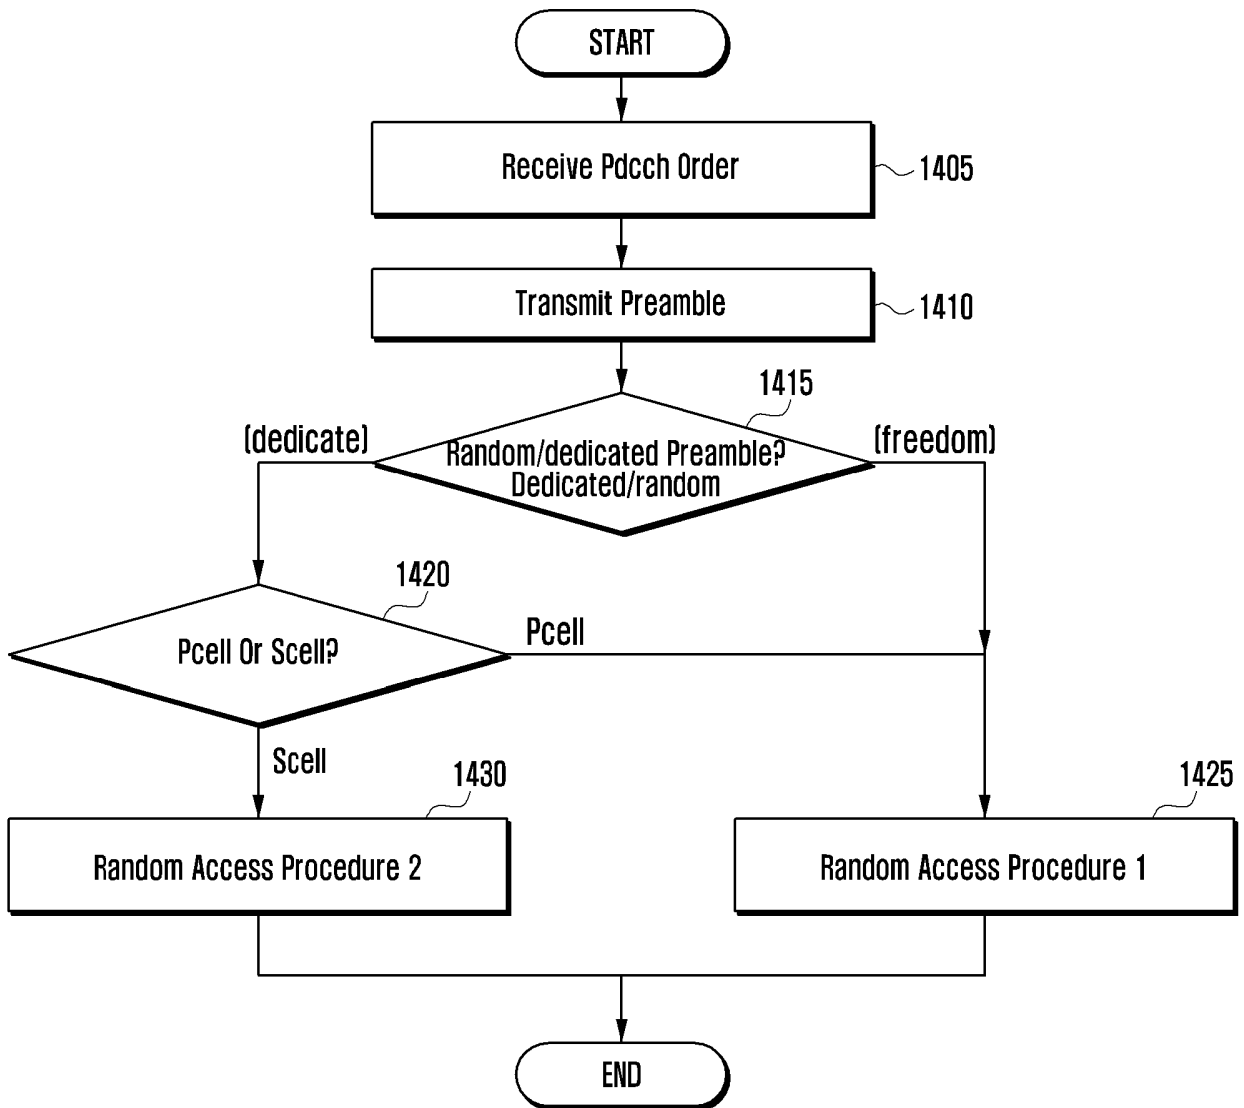 START
Receive Pdcch Order
1405
Transmit Preamble
1410
1415
(dedicate)
(freedom)
Random/dedicated Preamble?
Dedicated/random
1420
Pcell Or Scell?
Pcell
Scell
1430
1425
Random Access Procedure 2
Random Access Procedure 1
END